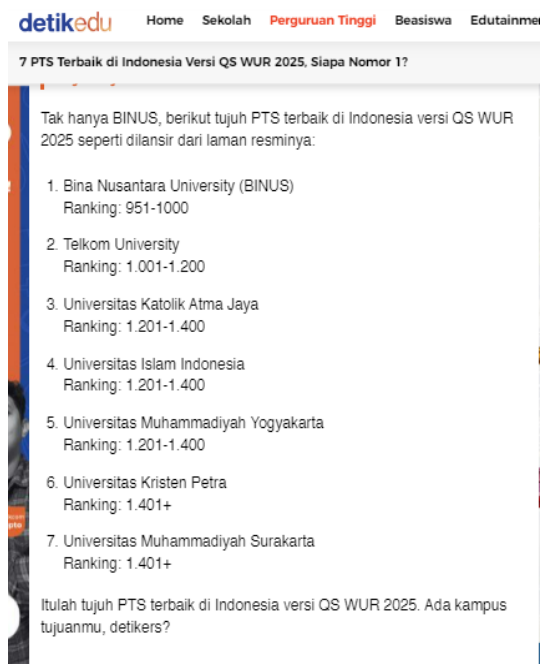 detikedu
Home Sekolah Perguruan Tinggi Beasiswa Edutainme
7 PTS Terbaik di Indonesia Versi QS WUR 2025, Siapa Nomor 1?
Tak hanya BINUS, berikut tujuh PTS terbaik di Indonesia versi QS WUR
2025 seperti dilansir dari laman resminya:
1. Bina Nusantara University (BINUS)
Ranking: 951-1000
2. Telkom University
Ranking: 1.001-1.200
3. Universitas Katolik Atma Jaya
Ranking: 1.201-1.400
4. Universitas Islam Indonesia
Ranking: 1.201-1.400
5. Universitas Muhammadiyah Yogyakarta
Ranking: 1.201-1.400
6. Universitas Kristen Petra
Ranking: 1.401+
7. Universitas Muhammadiyah Surakarta
Ranking: 1.401+
Itulah tujuh PTS terbaik di Indonesia versi QS WUR 2025. Ada kampus
tujuanmu, detikers?